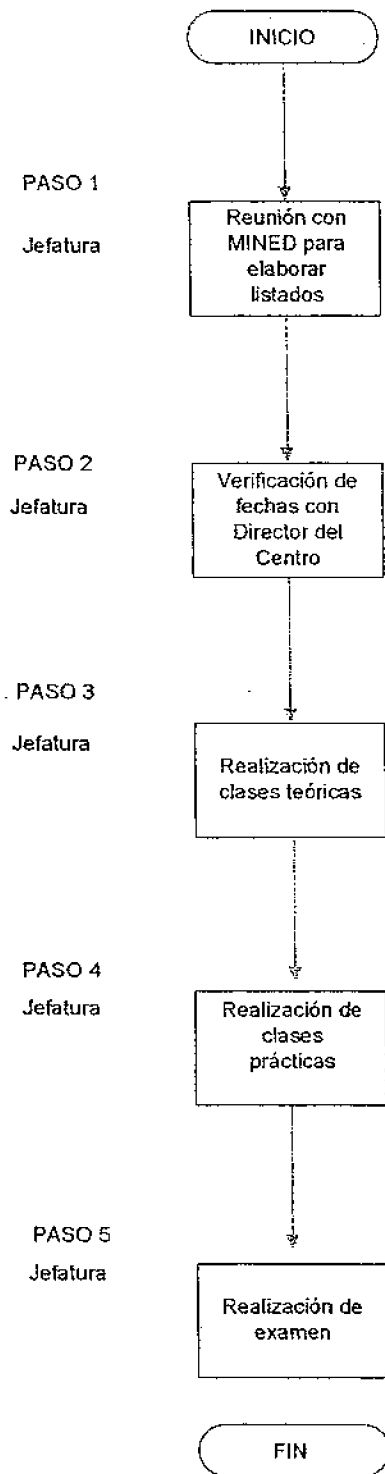 INICIO
PASO 1
Jefatura
Reunión con
MINED para
elaborar
listados
PASO 2
Jefatura
Verificación de
fechas con
Director del
Centro
PASO 3
Jefatura
Realización de
clases teóricas
PASO 4
Jefatura
Realización de
clases
prácticas
PASO 5
Jefatura
Realización de
examen
FIN